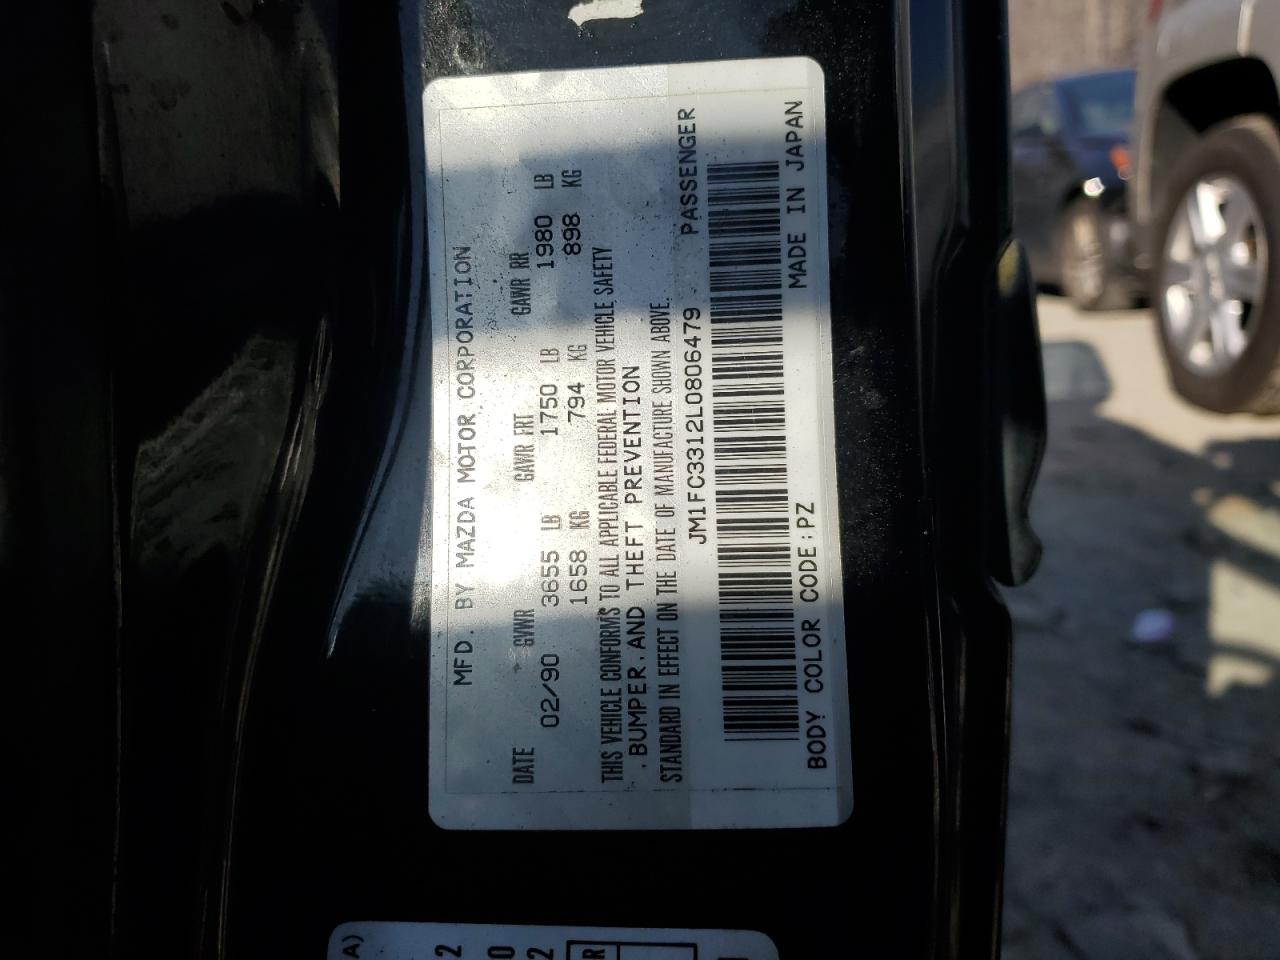 MFD. BY MAZDA MOTOR CORPORATION
DATE GVWR GAWR FRT GAWR RR
02/90 3655 LB 1750 LB 1980 LB
1658 KG 794 KG 898 KG
THIS VEHICLE CONFORMS TO ALL APPLICABLE FEDERAL MOTOR VEHICLE SAFETY
, BUMPER, AND THEFT PREVENTION
STANDARD IN EFFECT ON THE DATE OF MANUFACTURE SHOWN ABOVE.
JM1FC3312L0806479 PASSENGER
BODY COLOR CODE:PZ MADE IN JAPAN
A)
2
0
2
R